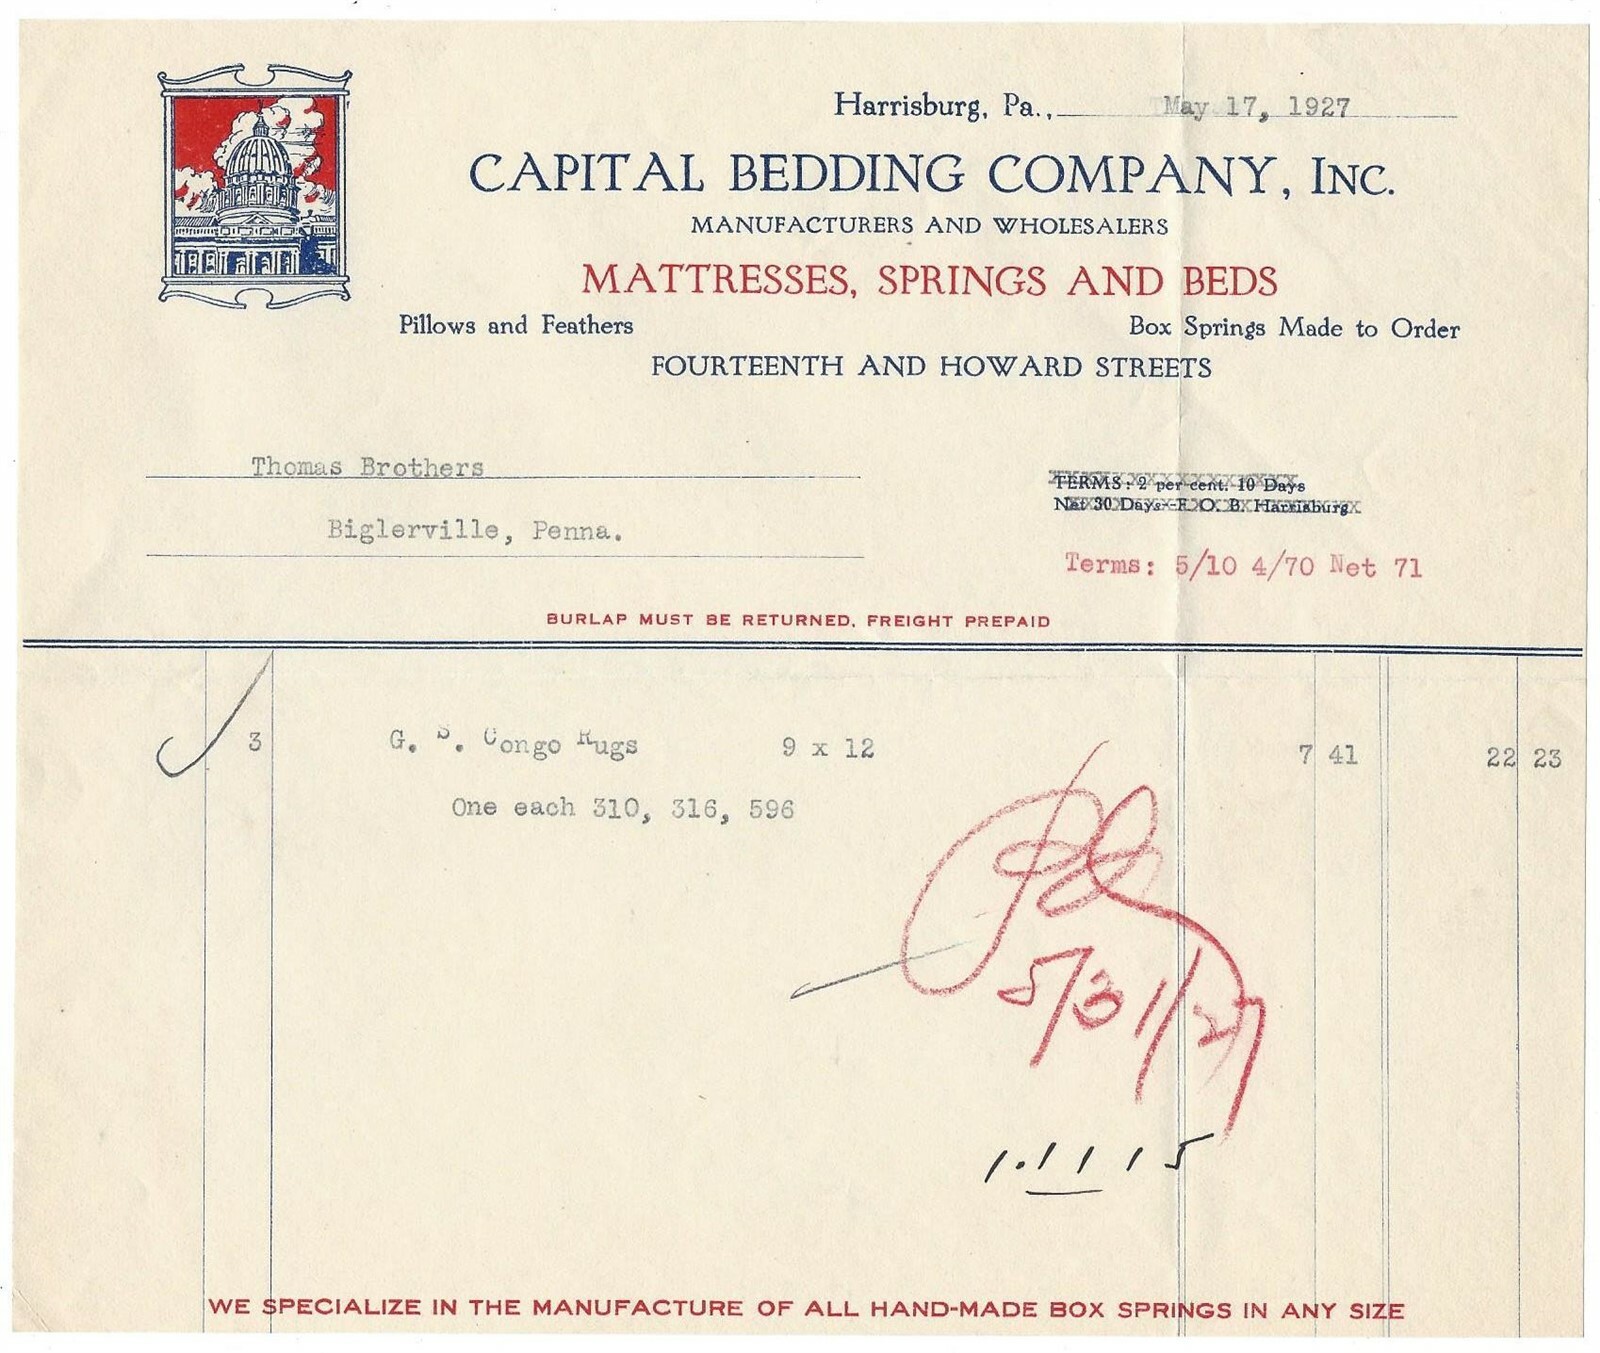 Harrisburg, Pa., May 17, 1927
CAPITAL BEDDING COMPANY, INC.
MANUFACTURERS AND WHOLESALERS
MATTRESSES, SPRINGS AND BEDS
Pillows and Feathers Box Springs Made to Order
FOURTEENTH AND HOWARD STREETS
Thomas Brothers
Biglerville, Penna.
TERMS: 2 per cent. 10 Days
Net 30 Days--F. O. B. Harrisburg
Terms: 5/10 4/70 Net 71
BURLAP MUST BE RETURNED, FREIGHT PREPAID
3 G. S. Congo Rugs 9 x 12 7 41 22 23
One each 310, 316, 596
Pd
5/31/27
1.11 15
WE SPECIALIZE IN THE MANUFACTURE OF ALL HAND-MADE BOX SPRINGS IN ANY SIZE